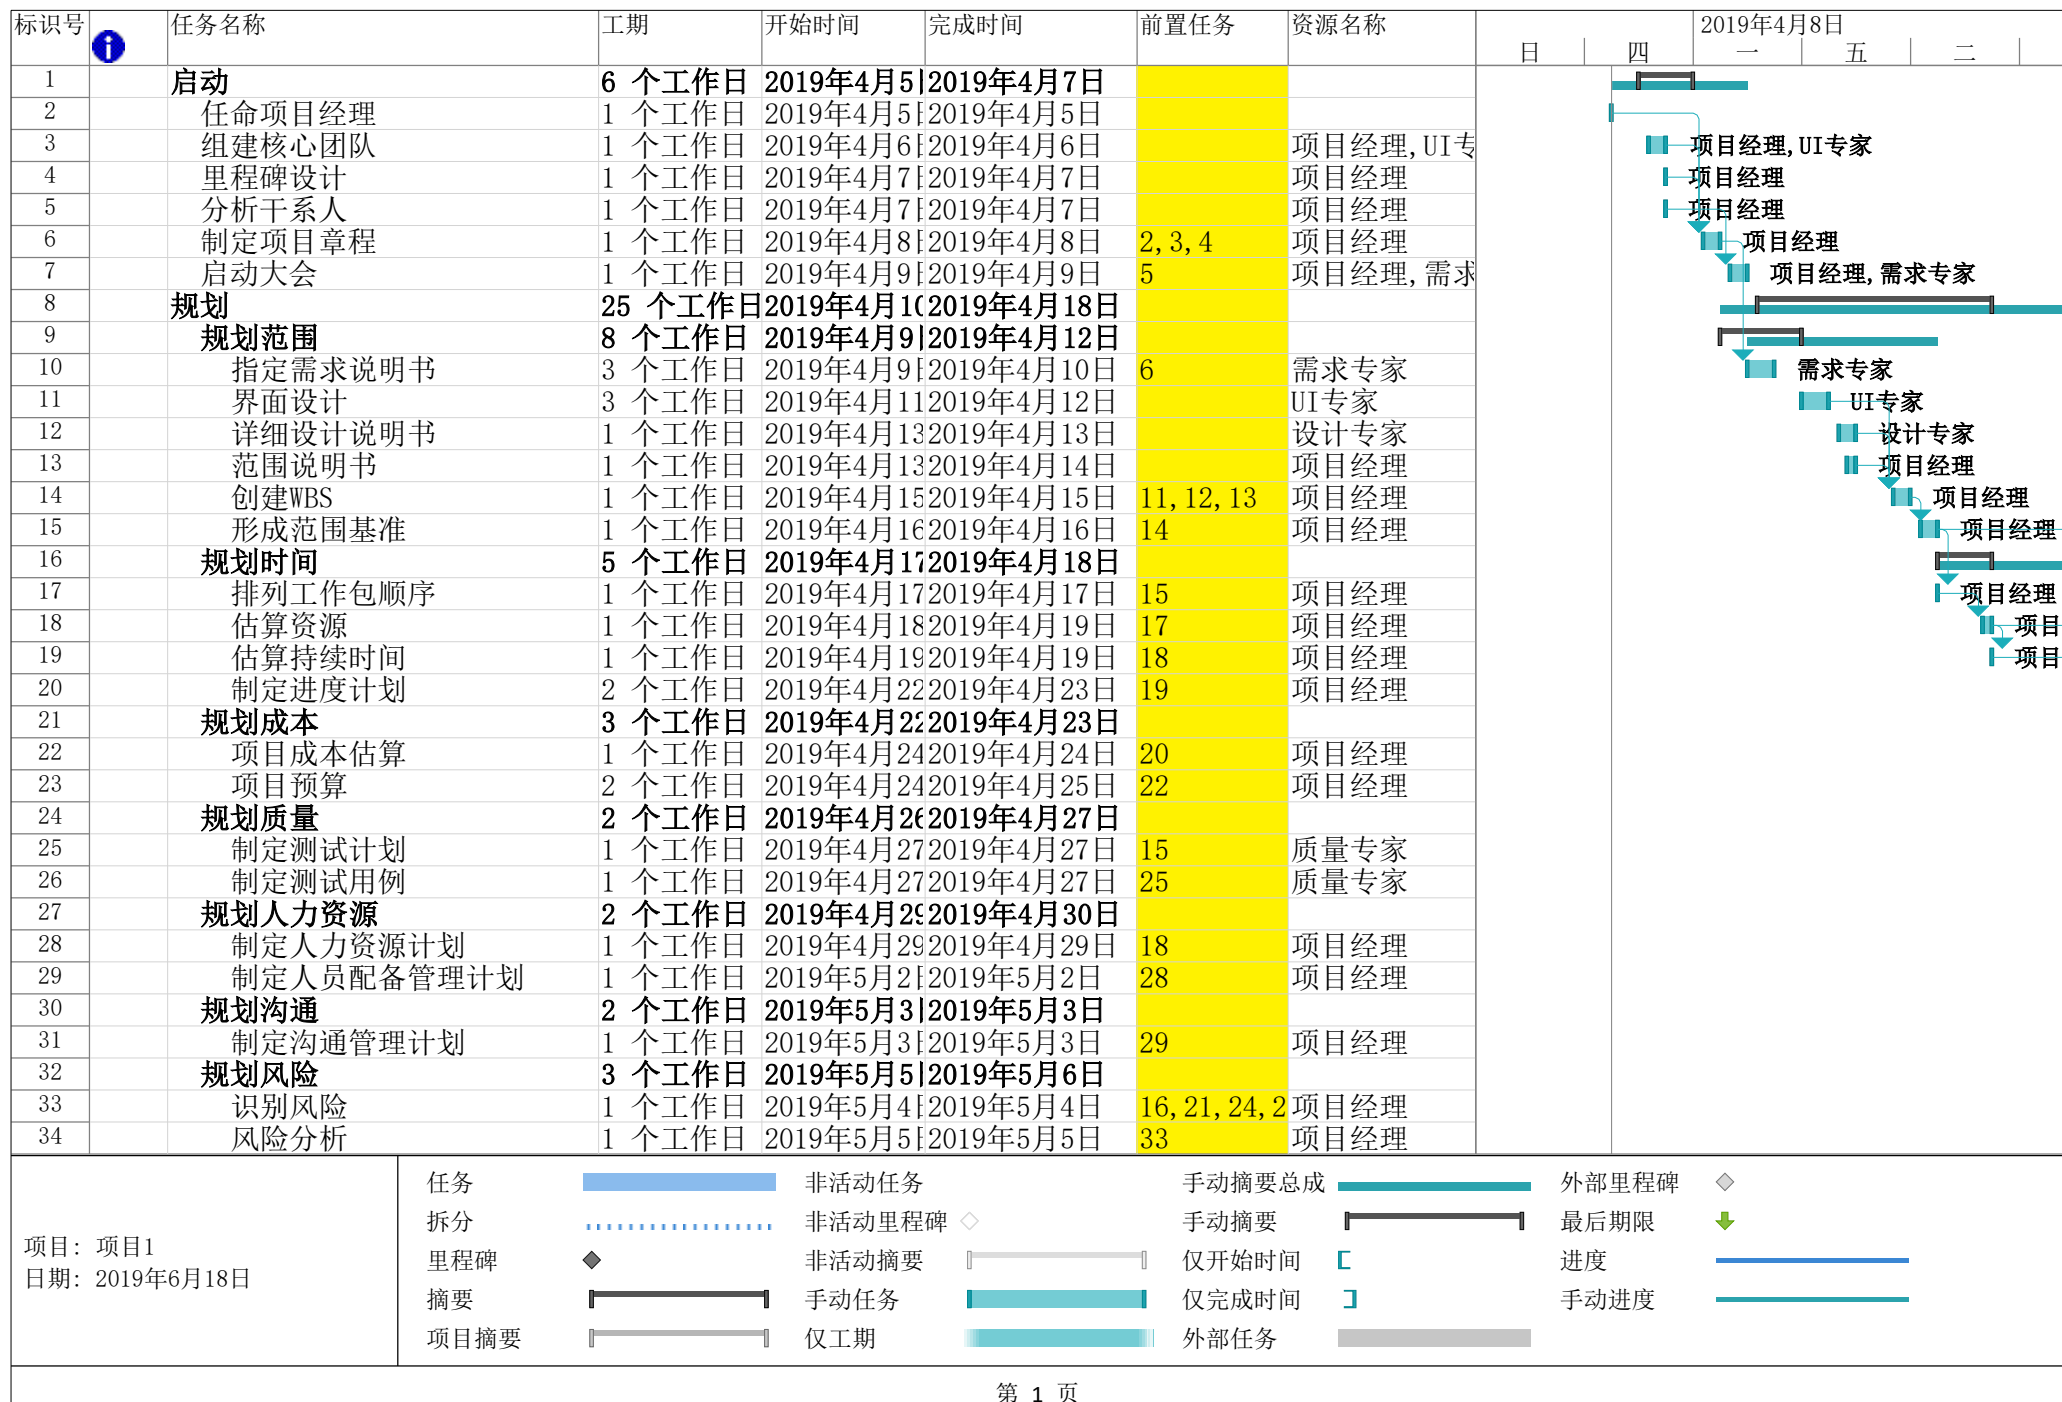 标识号 任务名称 工期 开始时间 完成时间 前置任务 资源名称 2019年4月8日
日 四 一 五 二
1 启动 6 个工作日 2019年4月5 2019年4月7日
2 任命项目经理 1 个工作日 2019年4月5 2019年4月5日
3 组建核心团队 1 个工作日 2019年4月6 2019年4月6日 项目经理,UI专 项目经理,UI专家
4 里程碑设计 1 个工作日 2019年4月7 2019年4月7日 项目经理 项目经理
5 分析干系人 1 个工作日 2019年4月7 2019年4月7日 项目经理 项目经理
6 制定项目章程 1 个工作日 2019年4月8 2019年4月8日 2,3,4 项目经理 项目经理
7 启动大会 1 个工作日 2019年4月9 2019年4月9日 5 项目经理,需求 项目经理,需求专家
8 规划 25 个工作日 2019年4月10 2019年4月18日
9 规划范围 8 个工作日 2019年4月9 2019年4月12日
10 指定需求说明书 3 个工作日 2019年4月9 2019年4月10日 6 需求专家 需求专家
11 界面设计 3 个工作日 2019年4月11 2019年4月12日 UI专家 UI专家
12 详细设计说明书 1 个工作日 2019年4月13 2019年4月13日 设计专家 设计专家
13 范围说明书 1 个工作日 2019年4月13 2019年4月14日 项目经理 项目经理
14 创建WBS 1 个工作日 2019年4月15 2019年4月15日 11,12,13 项目经理 项目经理
15 形成范围基准 1 个工作日 2019年4月16 2019年4月16日 14 项目经理 项目经理
16 规划时间 5 个工作日 2019年4月17 2019年4月18日
17 排列工作包顺序 1 个工作日 2019年4月17 2019年4月17日 15 项目经理 项目经理
18 估算资源 1 个工作日 2019年4月18 2019年4月19日 17 项目经理 项目
19 估算持续时间 1 个工作日 2019年4月19 2019年4月19日 18 项目经理 项目
20 制定进度计划 2 个工作日 2019年4月22 2019年4月23日 19 项目经理
21 规划成本 3 个工作日 2019年4月22 2019年4月23日
22 项目成本估算 1 个工作日 2019年4月24 2019年4月24日 20 项目经理
23 项目预算 2 个工作日 2019年4月24 2019年4月25日 22 项目经理
24 规划质量 2 个工作日 2019年4月26 2019年4月27日
25 制定测试计划 1 个工作日 2019年4月27 2019年4月27日 15 质量专家
26 制定测试用例 1 个工作日 2019年4月27 2019年4月27日 25 质量专家
27 规划人力资源 2 个工作日 2019年4月29 2019年4月30日
28 制定人力资源计划 1 个工作日 2019年4月29 2019年4月29日 18 项目经理
29 制定人员配备管理计划 1 个工作日 2019年5月2 2019年5月2日 28 项目经理
30 规划沟通 2 个工作日 2019年5月3 2019年5月3日
31 制定沟通管理计划 1 个工作日 2019年5月3 2019年5月3日 29 项目经理
32 规划风险 3 个工作日 2019年5月5 2019年5月6日
33 识别风险 1 个工作日 2019年5月4 2019年5月4日 16,21,24,2 项目经理
34 风险分析 1 个工作日 2019年5月5 2019年5月5日 33 项目经理
项目: 项目1
日期: 2019年6月18日
任务 非活动任务 手动摘要总成 外部里程碑
拆分 非活动里程碑 手动摘要 最后期限
里程碑 非活动摘要 仅开始时间 进度
摘要 手动任务 仅完成时间 手动进度
项目摘要 仅工期 外部任务
第 1 页